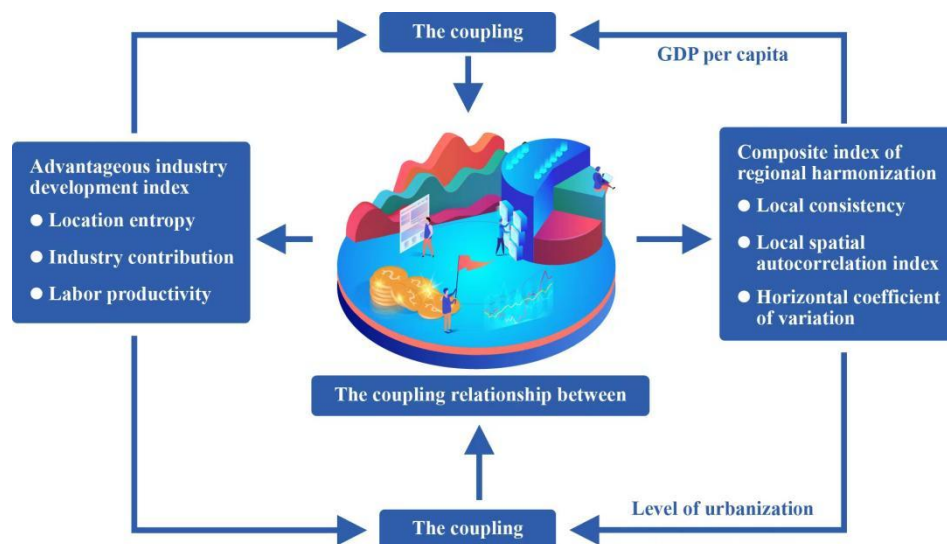 The coupling
GDP per capita
Advantageous industry
development index
● Location entropy
● Industry contribution
● Labor productivity
Composite index of
regional harmonization
● Local consistency
● Local spatial
autocorrelation index
● Horizontal coefficient
of variation
The coupling relationship between
Level of urbanization
The coupling